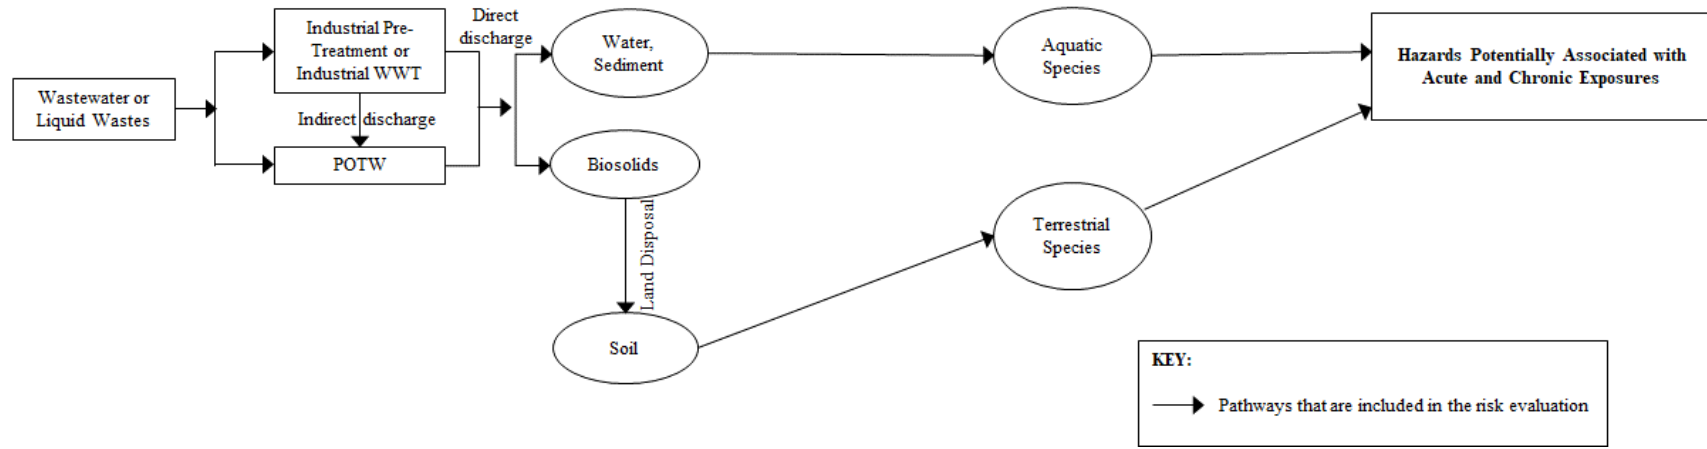 Wastewater or
Liquid Wastes
Industrial Pre-
Treatment or
Industrial WWT
Indirect discharge
POTW
Direct
discharge
Water,
Sediment
Biosolids
Land Disposal
Soil
Aquatic
Species
Terrestrial
Species
Hazards Potentially Associated with
Acute and Chronic Exposures
KEY:
Pathways that are included in the risk evaluation